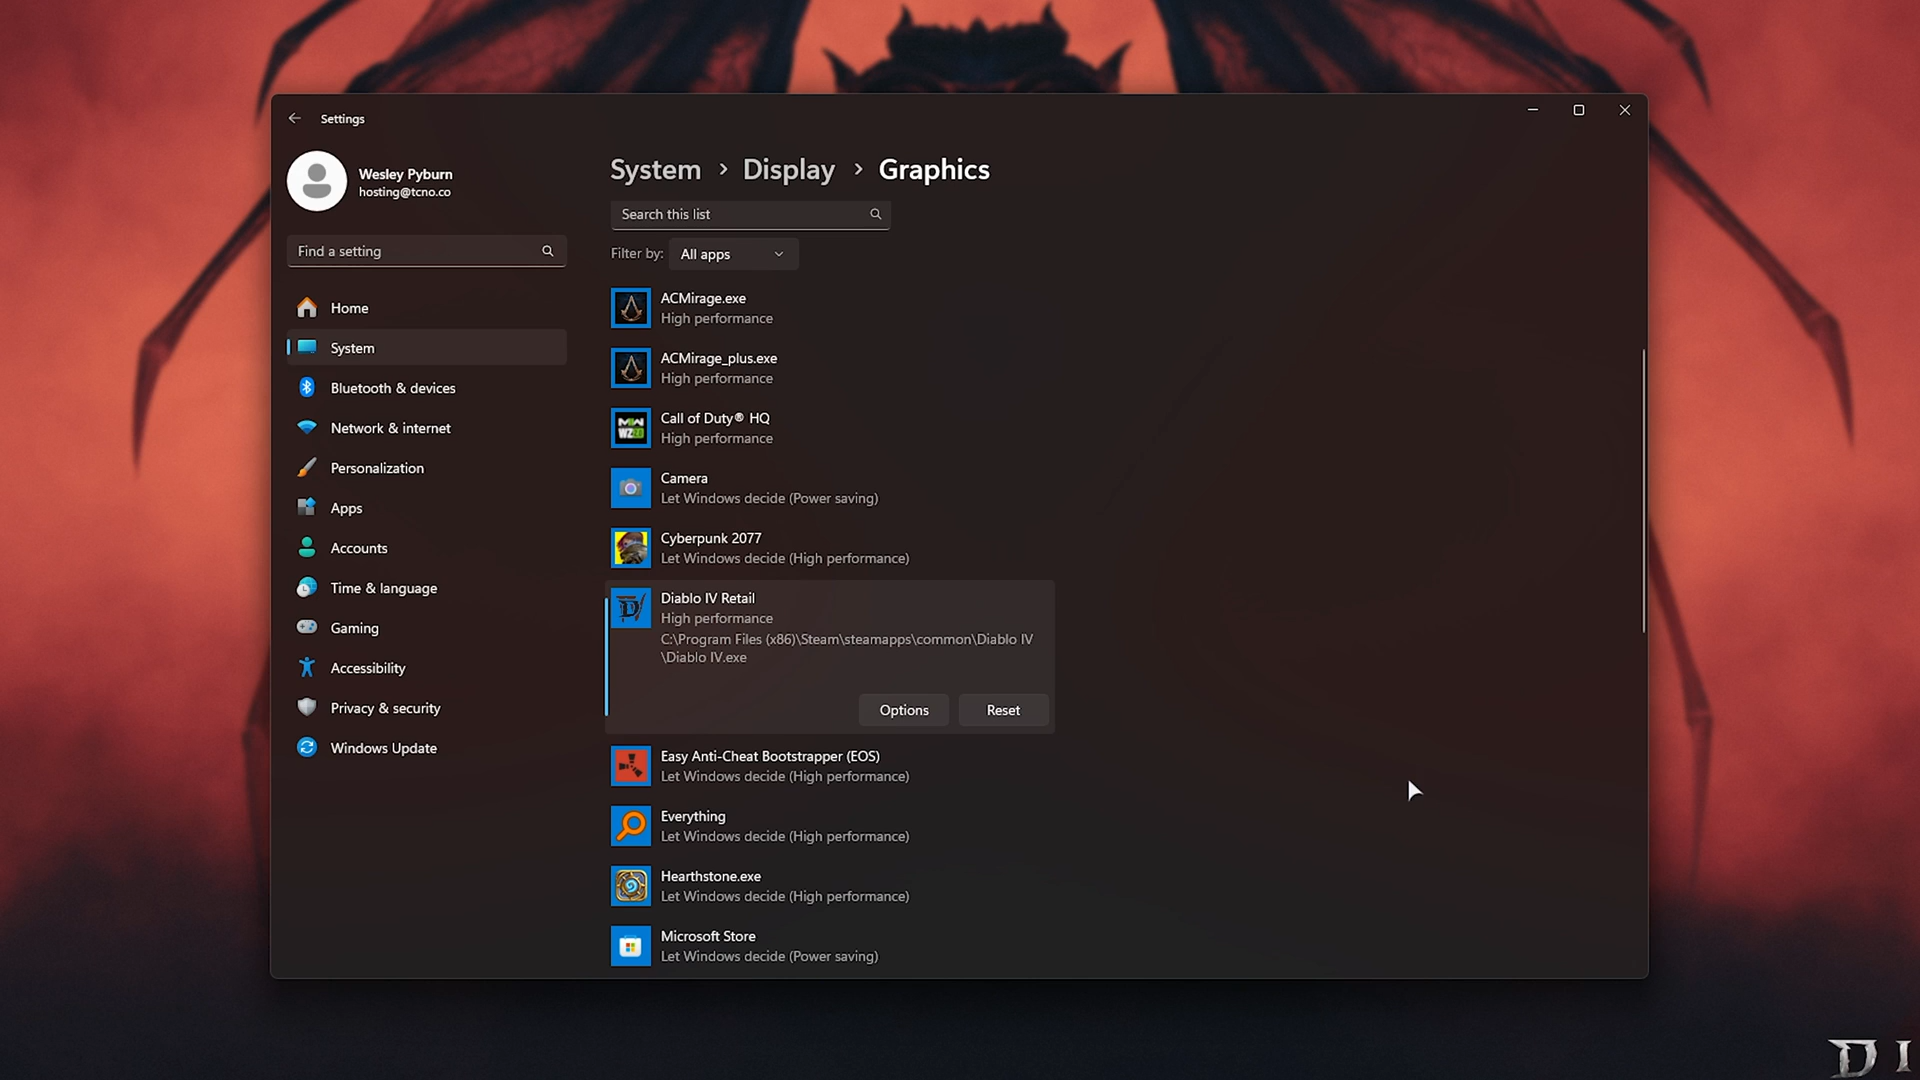 Settings
Wesley Pyburn
hosting@tcno.co
Find a setting
Home
System
Bluetooth & devices
Network & internet
Personalization
Apps
Accounts
Time & language
Gaming
Accessibility
Privacy & security
Windows Update
System > Display > Graphics
Search this list
Filter by: All apps
ACMirage.exe
High performance
ACMirage_plus.exe
High performance
MW
WZ2.0
Call of Duty® HQ
High performance
Camera
Let Windows decide (Power saving)
Cyberpunk 2077
Let Windows decide (High performance)
Diablo IV Retail
High performance
C:\Program Files (x86)\Steam\steamapps\common\Diablo IV
\Diablo IV.exe
Options Reset
Easy Anti-Cheat Bootstrapper (EOS)
Let Windows decide (High performance)
Everything
Let Windows decide (High performance)
Hearthstone.exe
Let Windows decide (High performance)
Microsoft Store
Let Windows decide (Power saving)
DI